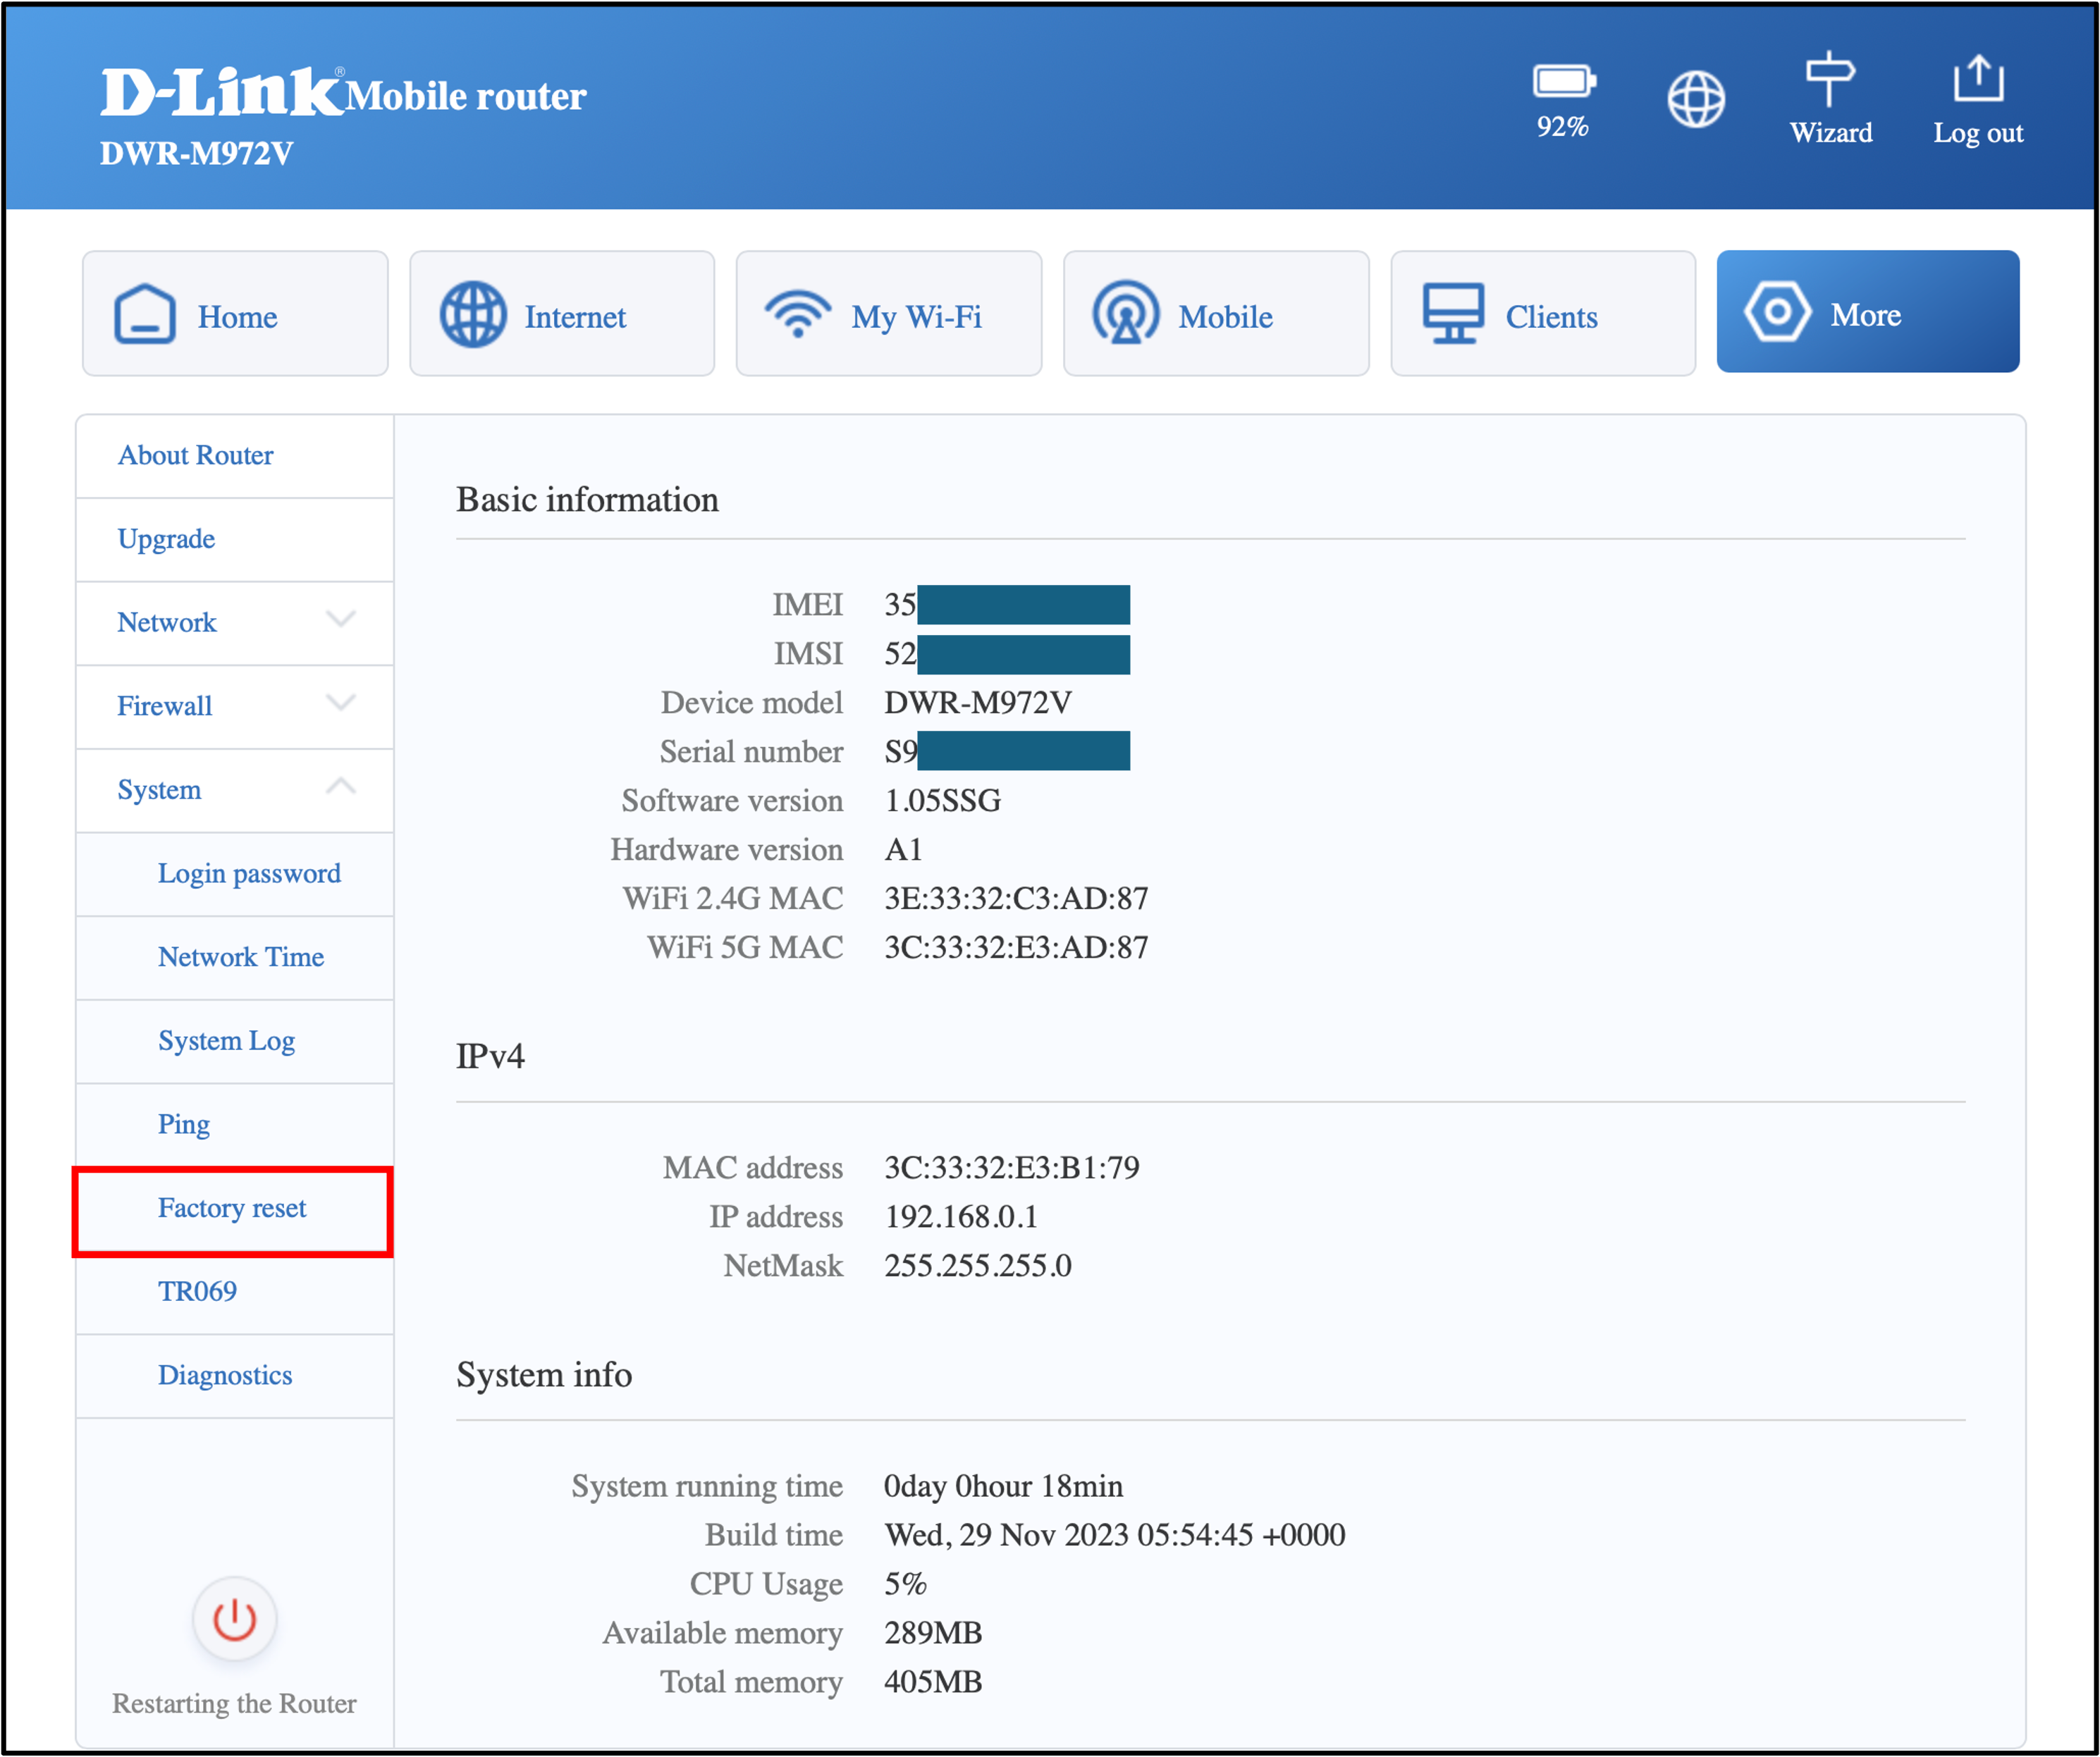 D-Link® Mobile router
DWR-M972V
92%
Wizard
Log out
Home
Internet
My Wi-Fi
Mobile
Clients
More
About Router
Upgrade
Network
Firewall
System
Login password
Network Time
System Log
Ping
Factory reset
TR069
Diagnostics
Restarting the Router
Basic information
IMEI 35
IMSI 52
Device model DWR-M972V
Serial number S9
Software version 1.05SSG
Hardware version A1
WiFi 2.4G MAC 3E:33:32:C3:AD:87
WiFi 5G MAC 3C:33:32:E3:AD:87
IPv4
MAC address 3C:33:32:E3:B1:79
IP address 192.168.0.1
NetMask 255.255.255.0
System info
System running time 0day 0hour 18min
Build time Wed, 29 Nov 2023 05:54:45 +0000
CPU Usage 5%
Available memory 289MB
Total memory 405MB